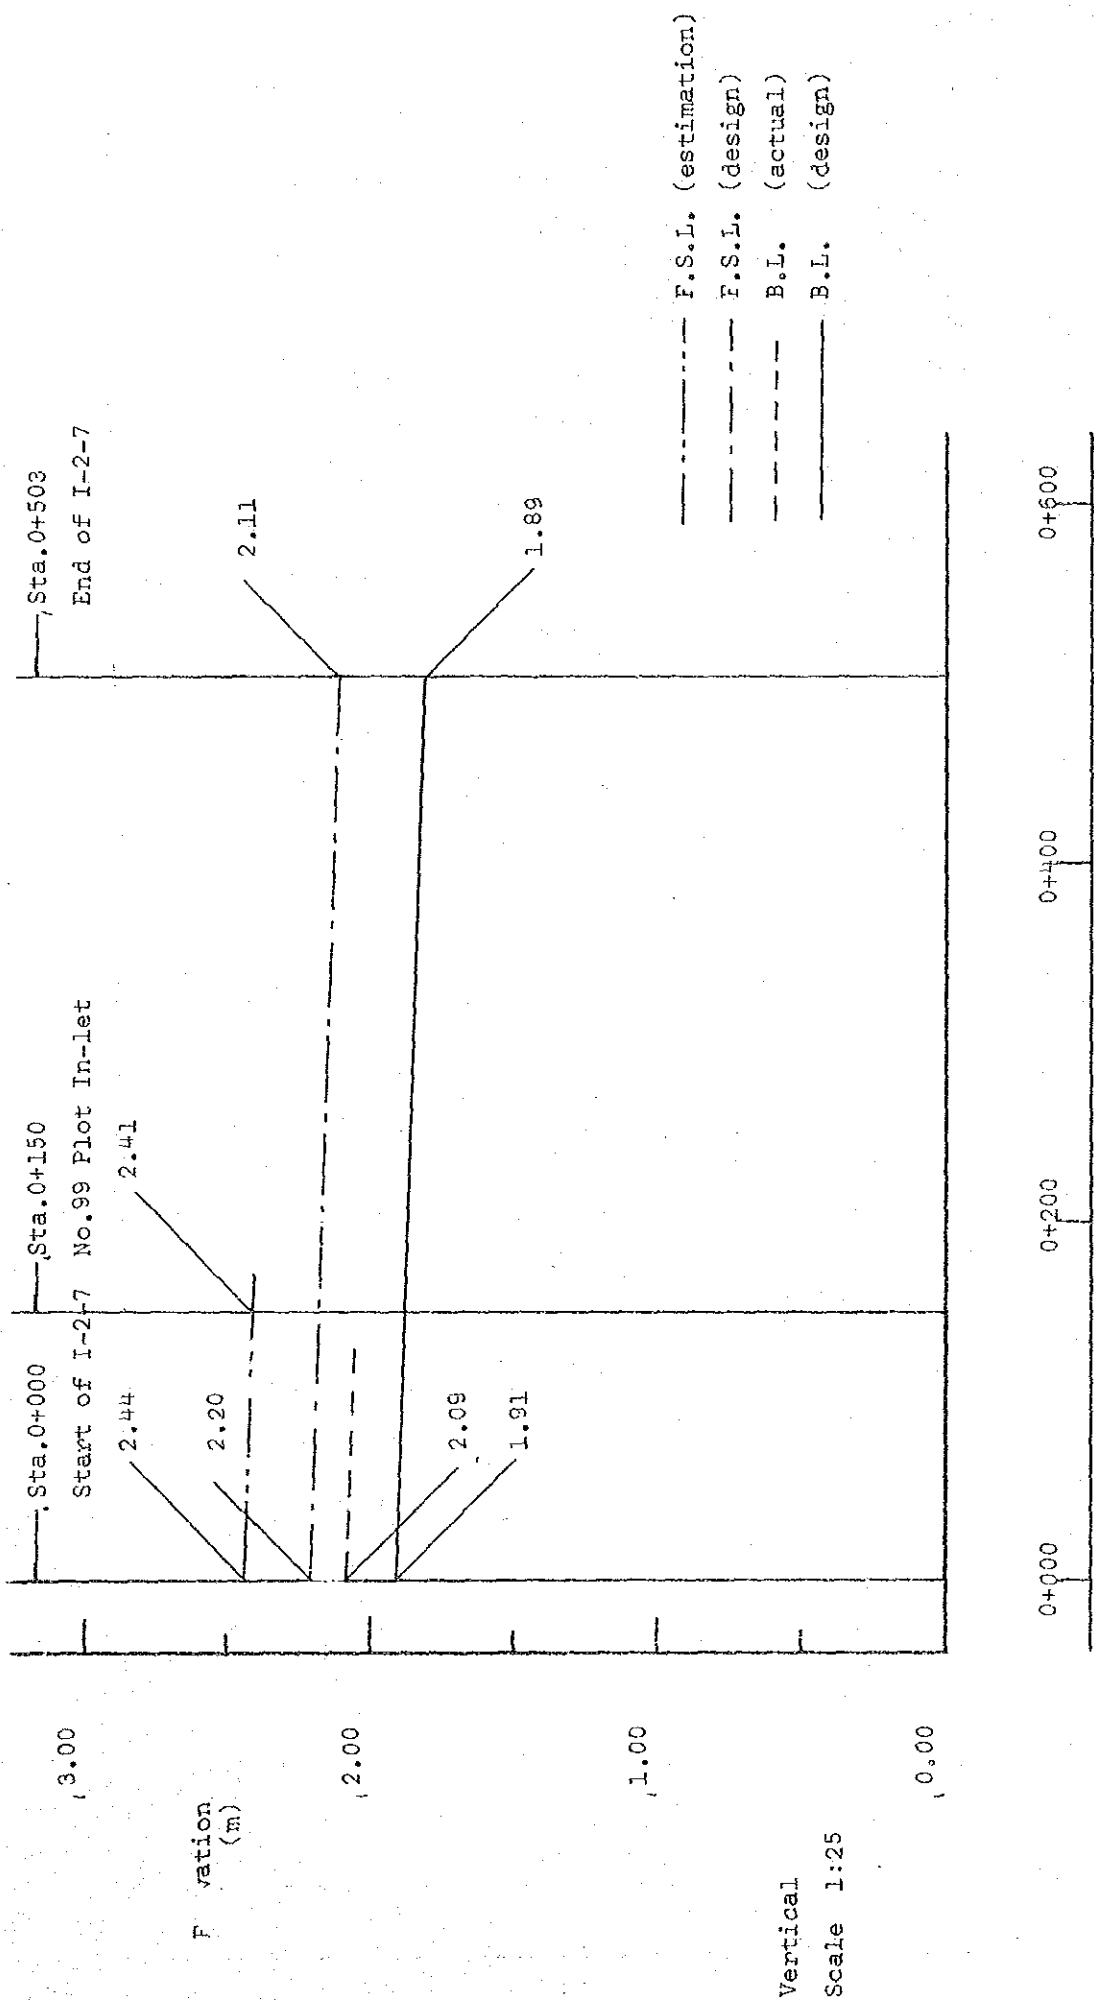 Sta.0+000
Start of I-2-7
Sta.0+150
No.99 Plot In-let
Sta.0+503
End of I-2-7
3.00
2.44
2.41
2.20
2.11
vation
(m)
2.00
2.09
1.91
1.89
1.00
F.S.L. (estimation)
F.S.L. (design)
B.L. (actual)
B.L. (design)
Vertical
Scale 1:25
0.00
0+000
0+200
0+400
0+600